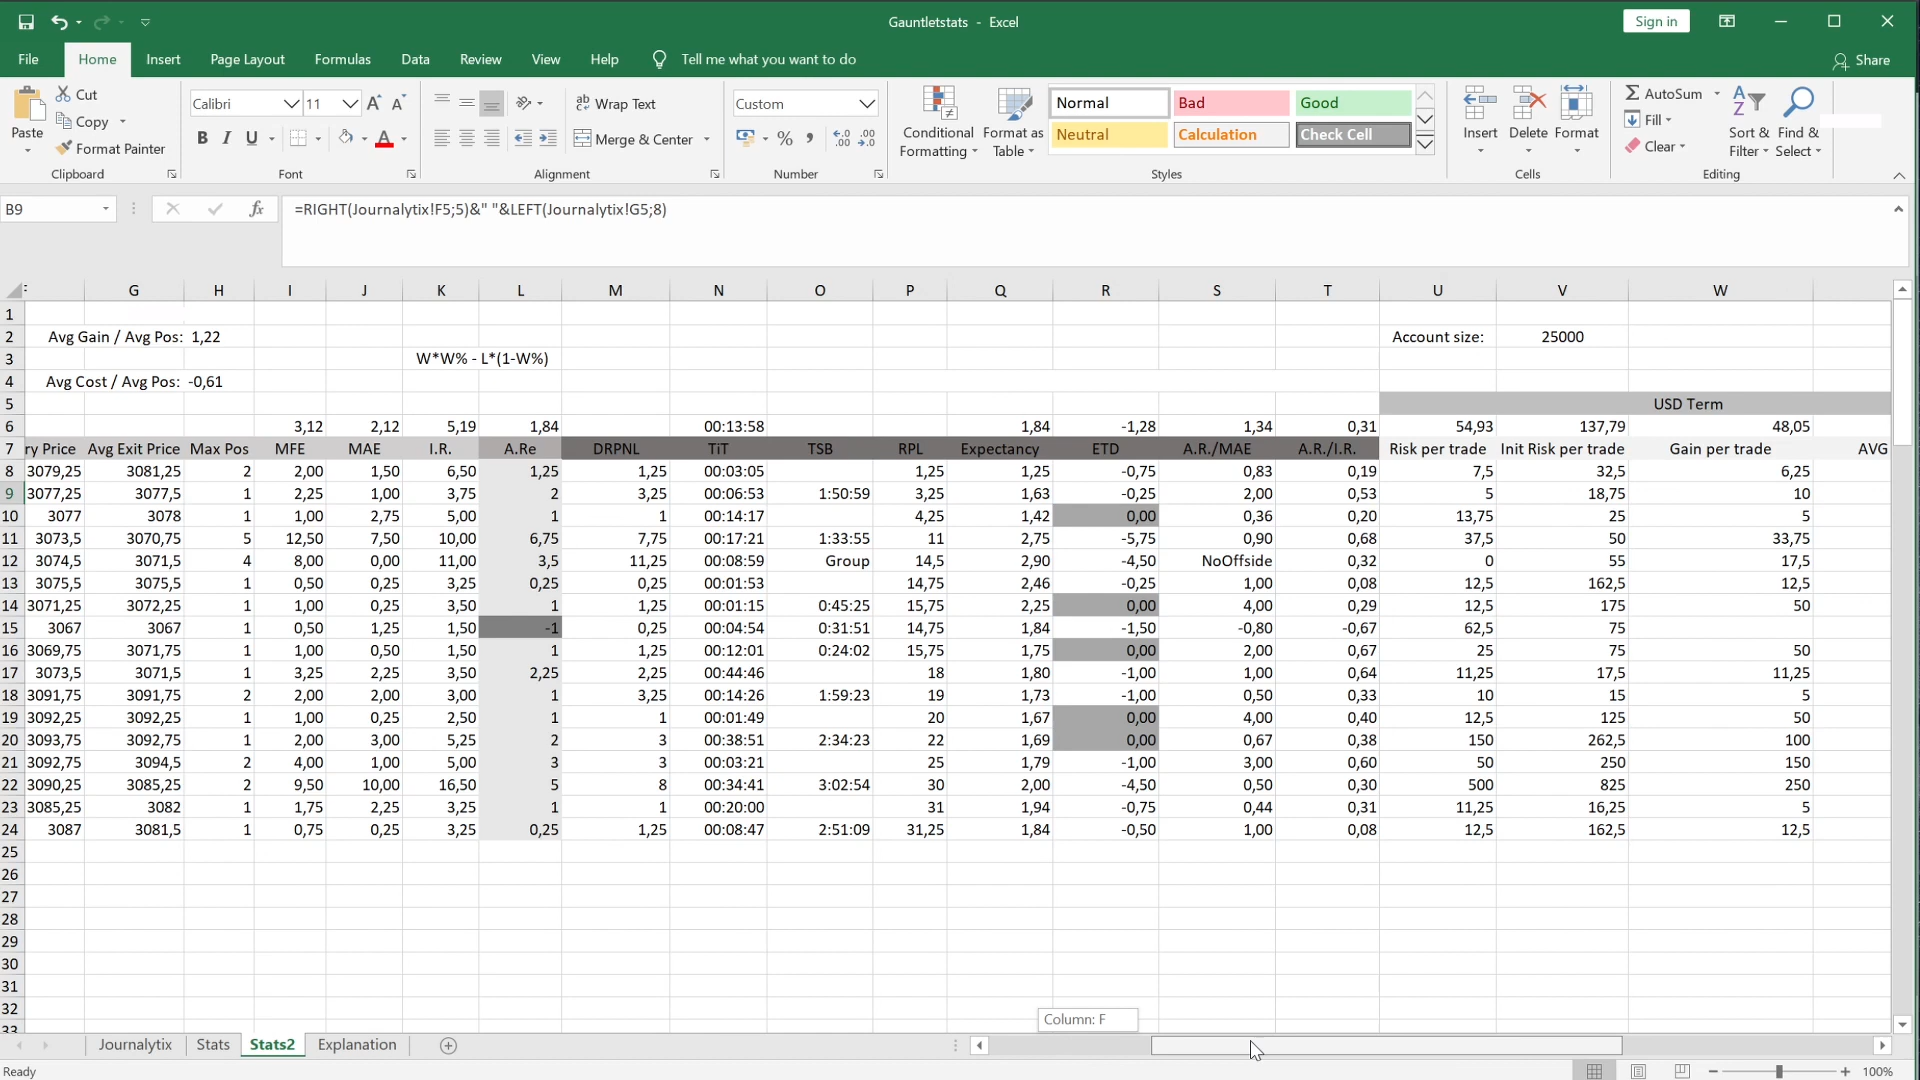 Gauntletstats - Excel
Sign in
File Home Insert Page Layout Formulas Data Review View Help Tell me what you want to do Share
Paste
Cut
Copy
Format Painter
Clipboard
Calibri 11
B I U
Font
ab Wrap Text
Merge & Center
Alignment
Custom
%
Number
Conditional Formatting
Format as Table
Normal Bad Good
Neutral Calculation Check Cell
Styles
Insert Delete Format
Cells
AutoSum
Fill
Clear
Sort & Filter
Find & Select
Editing
B9 fx =RIGHT(Journalytix!F5;5)&" "&LEFT(Journalytix!G5;8)
G H I J K L M N O P Q R S T U V W
1
2 Avg Gain / Avg Pos: 1,22 Account size: 25000
3 W*W% - L*(1-W%)
4 Avg Cost / Avg Pos: -0,61
5 USD Term
6 3,12 2,12 5,19 1,84 00:13:58 1,84 -1,28 1,34 0,31 54,93 137,79 48,05
7 ry Price Avg Exit Price Max Pos MFE MAE I.R. A.Re DRPNL TiT TSB RPL Expectancy ETD A.R./MAE A.R./I.R. Risk per trade Init Risk per trade Gain per trade AVG
8 3079,25 3081,25 2 2,00 1,50 6,50 1,25 1,25 00:03:05 1,25 1,25 -0,75 0,83 0,19 7,5 32,5 6,25
9 3077,25 3077,5 1 2,25 1,00 3,75 2 3,25 00:06:53 1:50:59 3,25 1,63 -0,25 2,00 0,53 5 18,75 10
10 3077 3078 1 1,00 2,75 5,00 1 1 00:14:17 4,25 1,42 0,00 0,36 0,20 13,75 25 5
11 3073,5 3070,75 5 12,50 7,50 10,00 6,75 7,75 00:17:21 1:33:55 11 2,75 -5,75 0,90 0,68 37,5 50 33,75
12 3074,5 3071,5 4 8,00 0,00 11,00 3,5 11,25 00:08:59 Group 14,5 2,90 -4,50 NoOffside 0,32 0 55 17,5
13 3075,5 3075,5 1 0,50 0,25 3,25 0,25 0,25 00:01:53 14,75 2,46 -0,25 1,00 0,08 12,5 162,5 12,5
14 3071,25 3072,25 1 1,00 0,25 3,50 1 1,25 00:01:15 0:45:25 15,75 2,25 0,00 4,00 0,29 12,5 175 50
15 3067 3067 1 0,50 1,25 1,50 -1 0,25 00:04:54 0:31:51 14,75 1,84 -1,50 -0,80 -0,67 62,5 75
16 3069,75 3071,75 1 1,00 0,50 1,50 1 1,25 00:12:01 0:24:02 15,75 1,75 0,00 2,00 0,67 25 75 50
17 3073,5 3071,5 1 3,25 2,25 3,50 2,25 2,25 00:44:46 18 1,80 -1,00 1,00 0,64 11,25 17,5 11,25
18 3091,75 3091,75 2 2,00 2,00 3,00 1 3,25 00:14:26 1:59:23 19 1,73 -1,00 0,50 0,33 10 15 5
19 3092,25 3092,25 1 1,00 0,25 2,50 1 1 00:01:49 20 1,67 0,00 4,00 0,40 12,5 125 50
20 3093,75 3092,75 1 2,00 3,00 5,25 2 3 00:38:51 2:34:23 22 1,69 0,00 0,67 0,38 150 262,5 100
21 3092,75 3094,5 2 4,00 1,00 5,00 3 3 00:03:21 25 1,79 -1,00 3,00 0,60 50 250 150
22 3090,25 3085,25 2 9,50 10,00 16,50 5 8 00:34:41 3:02:54 30 2,00 -4,50 0,50 0,30 500 825 250
23 3085,25 3082 1 1,75 2,25 3,25 1 1 00:20:00 31 1,94 -0,75 0,44 0,31 11,25 16,25 5
24 3087 3081,5 1 0,75 0,25 3,25 0,25 1,25 00:08:47 2:51:09 31,25 1,84 -0,50 1,00 0,08 12,5 162,5 12,5
25
26
27
28
29
30
31
32
33
Column: F
Journalytix Stats Stats2 Explanation
Ready 100%